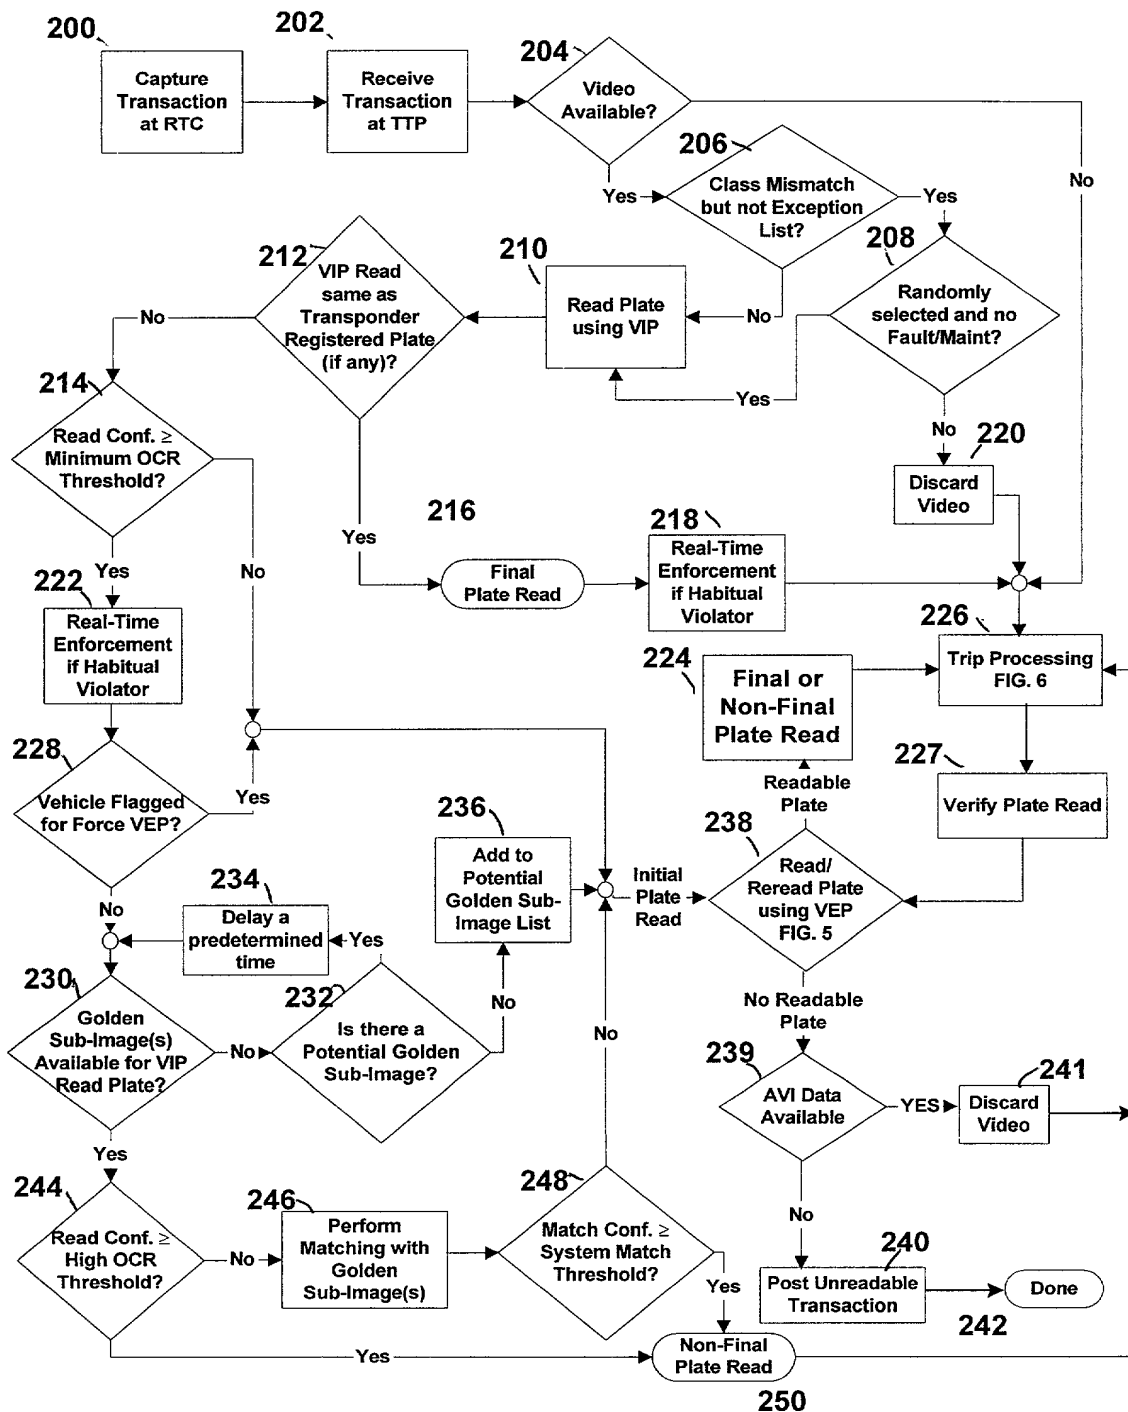 200
Capture
Transaction
at RTC
202
Receive
Transaction
at TTP
204
Video
Available?
No
Yes
206
Class Mismatch
but not Exception
List?
Yes
No
208
Randomly
selected and no
Fault/Maint?
Yes
No
210
Read Plate
using VIP
212
VIP Read
same as
Transponder
Registered Plate
(if any)?
No
Yes
214
Read Conf. ≥
Minimum OCR
Threshold?
Yes
No
216
Final
Plate Read
218
Real-Time
Enforcement
if Habitual
Violator
220
Discard
Video
222
Real-Time
Enforcement
if Habitual
Violator
224
Final or
Non-Final
Plate Read
226
Trip Processing
FIG. 6
227
Verify Plate Read
228
Vehicle Flagged
for Force VEP?
Yes
No
Readable
Plate
236
Add to
Potential
Golden Sub-
Image List
Initial
Plate
Read
238
Read/
Reread Plate
using VEP
FIG. 5
234
Delay a
predetermined
time
Yes
230
Golden
Sub-Image(s)
Available for VIP
Read Plate?
No
Yes
232
Is there a
Potential Golden
Sub-Image?
No
No
No Readable
Plate
239
AVI Data
Available
YES
No
241
Discard
Video
244
Read Conf. ≥
High OCR
Threshold?
No
Yes
246
Perform
Matching with
Golden
Sub-Image(s)
248
Match Conf. ≥
System Match
Threshold?
Yes
240
Post Unreadable
Transaction
Done
242
Non-Final
Plate Read
250